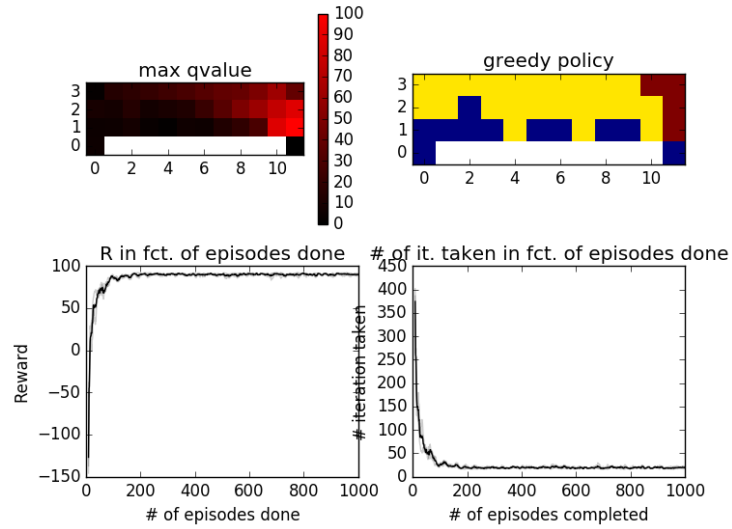 max qvalue
3
2
1
0
0 2 4 6 8 10
100
90
80
70
60
50
40
30
20
10
0
greedy policy
3
2
1
0
0 2 4 6 8 10
R in fct. of episodes done
100
50
0
−50
−100
−150
Reward
0 200 400 600 800 1000
# of episodes done
# of it. taken in fct. of episodes done
450
400
350
300
250
200
150
100
50
0
# iteration taken
0 200 400 600 800 1000
# of episodes completed